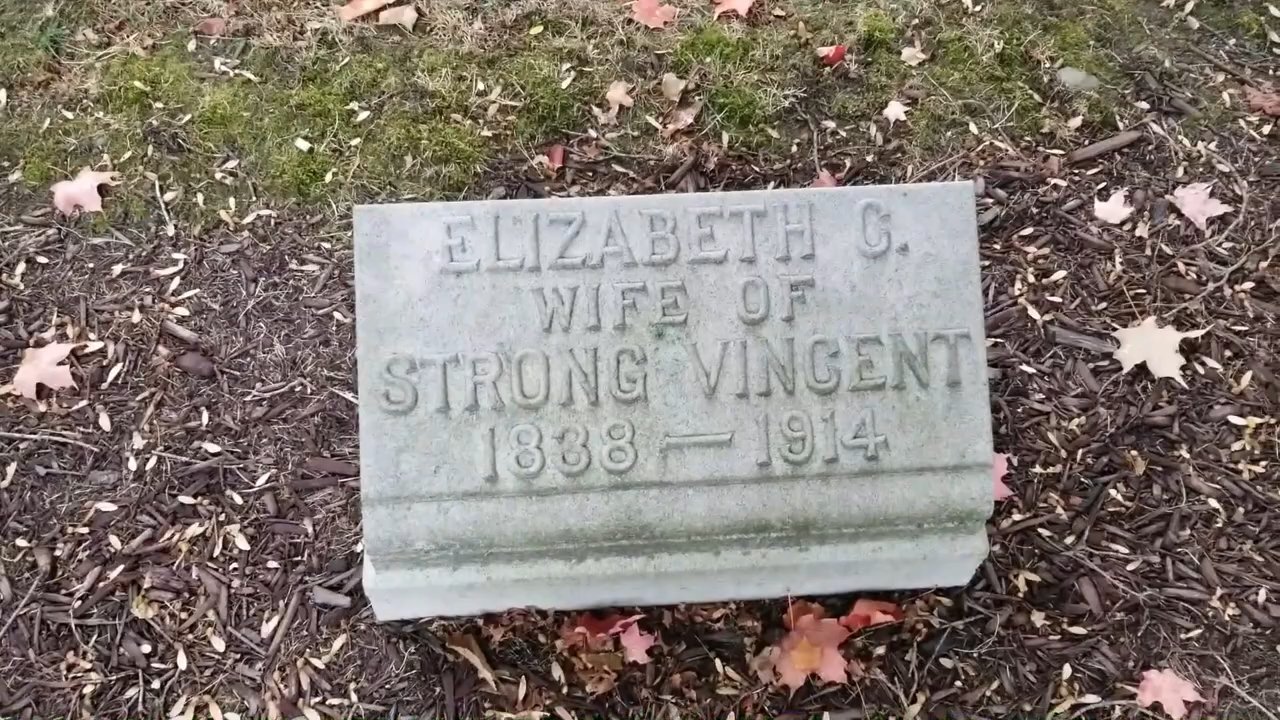 ELIZABETH C.
WIFE OF
STRONG VINCENT
1838 — 1914